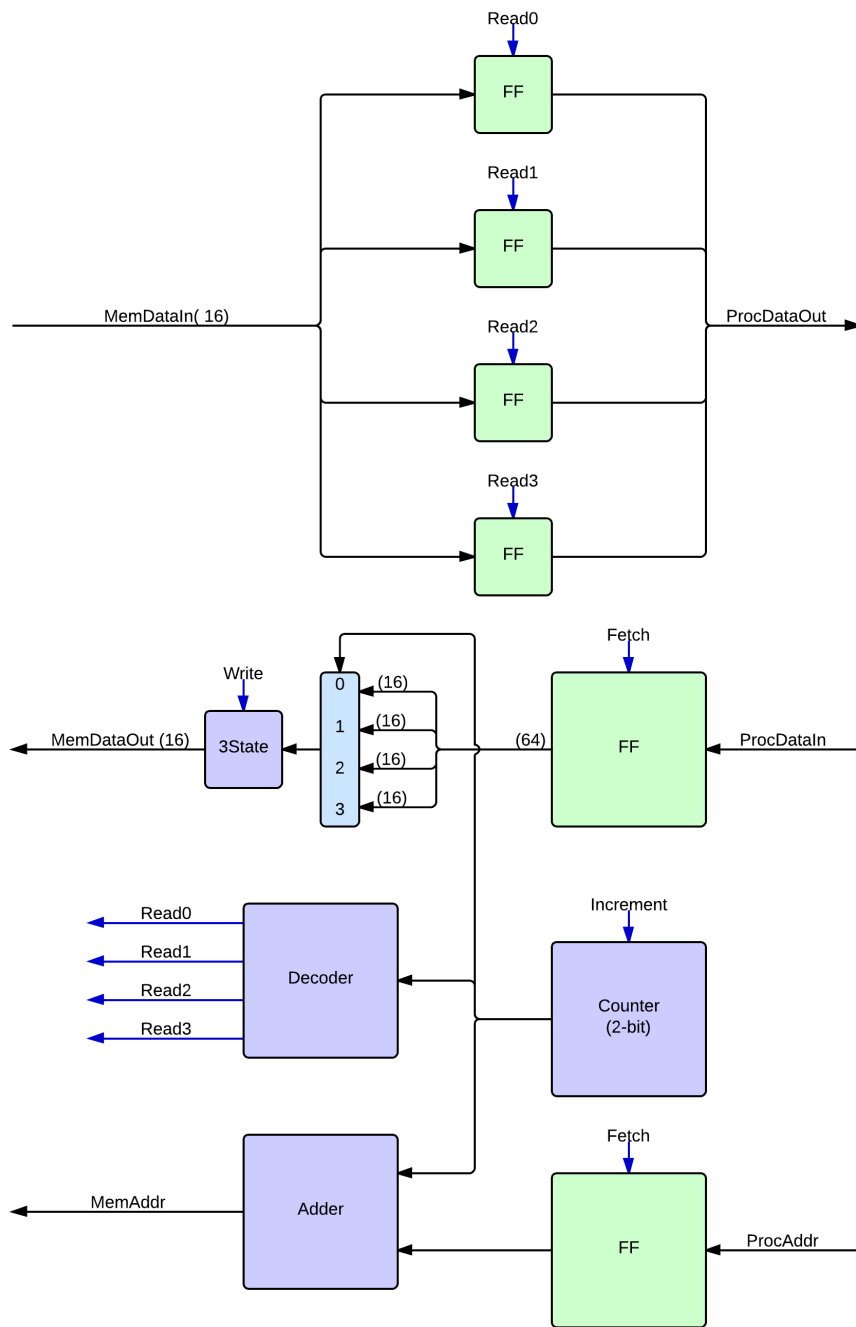 Read0
FF
Read1
FF
MemDataIn( 16)
ProcDataOut
Read2
FF
Read3
FF
Fetch
Write
0
(16)
1
(16)
MemDataOut (16)
3State
(64)
FF
ProcDataIn
2
(16)
3
(16)
Increment
Read0
Read1
Decoder
Read2
Read3
Counter
(2-bit)
Fetch
MemAddr
Adder
FF
ProcAddr